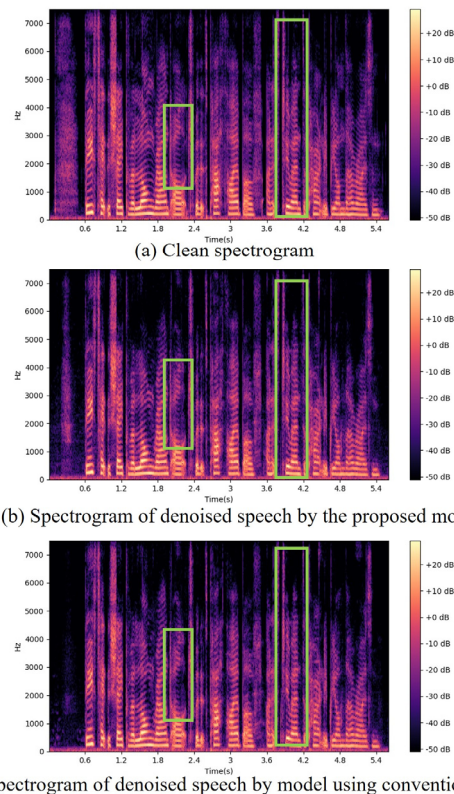 7000
6000
5000
4000
3000
2000
1000
0
Hz
0.6 1.2 1.8 2.4 3 3.6 4.2 4.8 5.4
Time(s)
+20 dB
+10 dB
+0 dB
-10 dB
-20 dB
-30 dB
-40 dB
-50 dB
(a) Clean spectrogram
7000
6000
5000
4000
3000
2000
1000
0
Hz
0.6 1.2 1.8 2.4 3 3.6 4.2 4.8 5.4
Time(s)
+20 dB
+10 dB
+0 dB
-10 dB
-20 dB
-30 dB
-40 dB
-50 dB
(b) Spectrogram of denoised speech by the proposed mo
7000
6000
5000
4000
3000
2000
1000
0
Hz
0.6 1.2 1.8 2.4 3 3.6 4.2 4.8 5.4
Time(s)
+20 dB
+10 dB
+0 dB
-10 dB
-20 dB
-30 dB
-40 dB
-50 dB
pectrogram of denoised speech by model using conventio